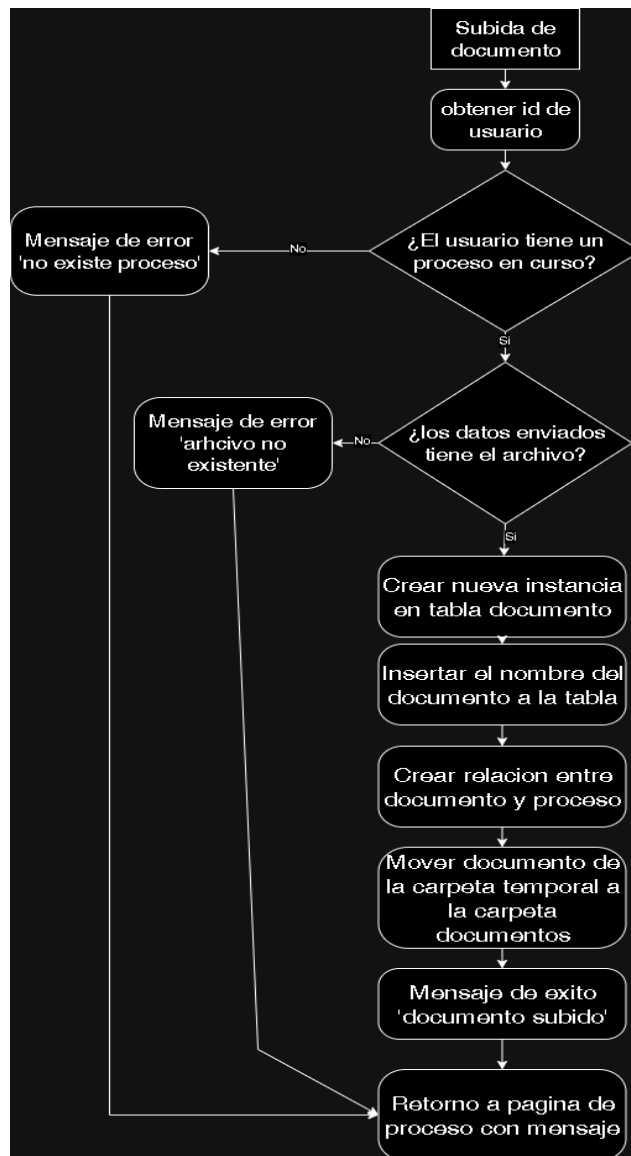 Subida de
documento
obtener id de
usuario
¿El usuario tiene un
proceso en curso?
No
Mensaje de error
'no existe proceso'
Si
¿los datos enviados
tiene el archivo?
No
Mensaje de error
'arhcivo no
existente'
Si
Crear nueva instancia
en tabla documento
Insertar el nombre del
documento a la tabla
Crear relacion entre
documento y proceso
Mover documento de
la carpeta temporal a
la carpeta
documentos
Mensaje de exito
'documento subido'
Retorno a pagina de
proceso con mensaje